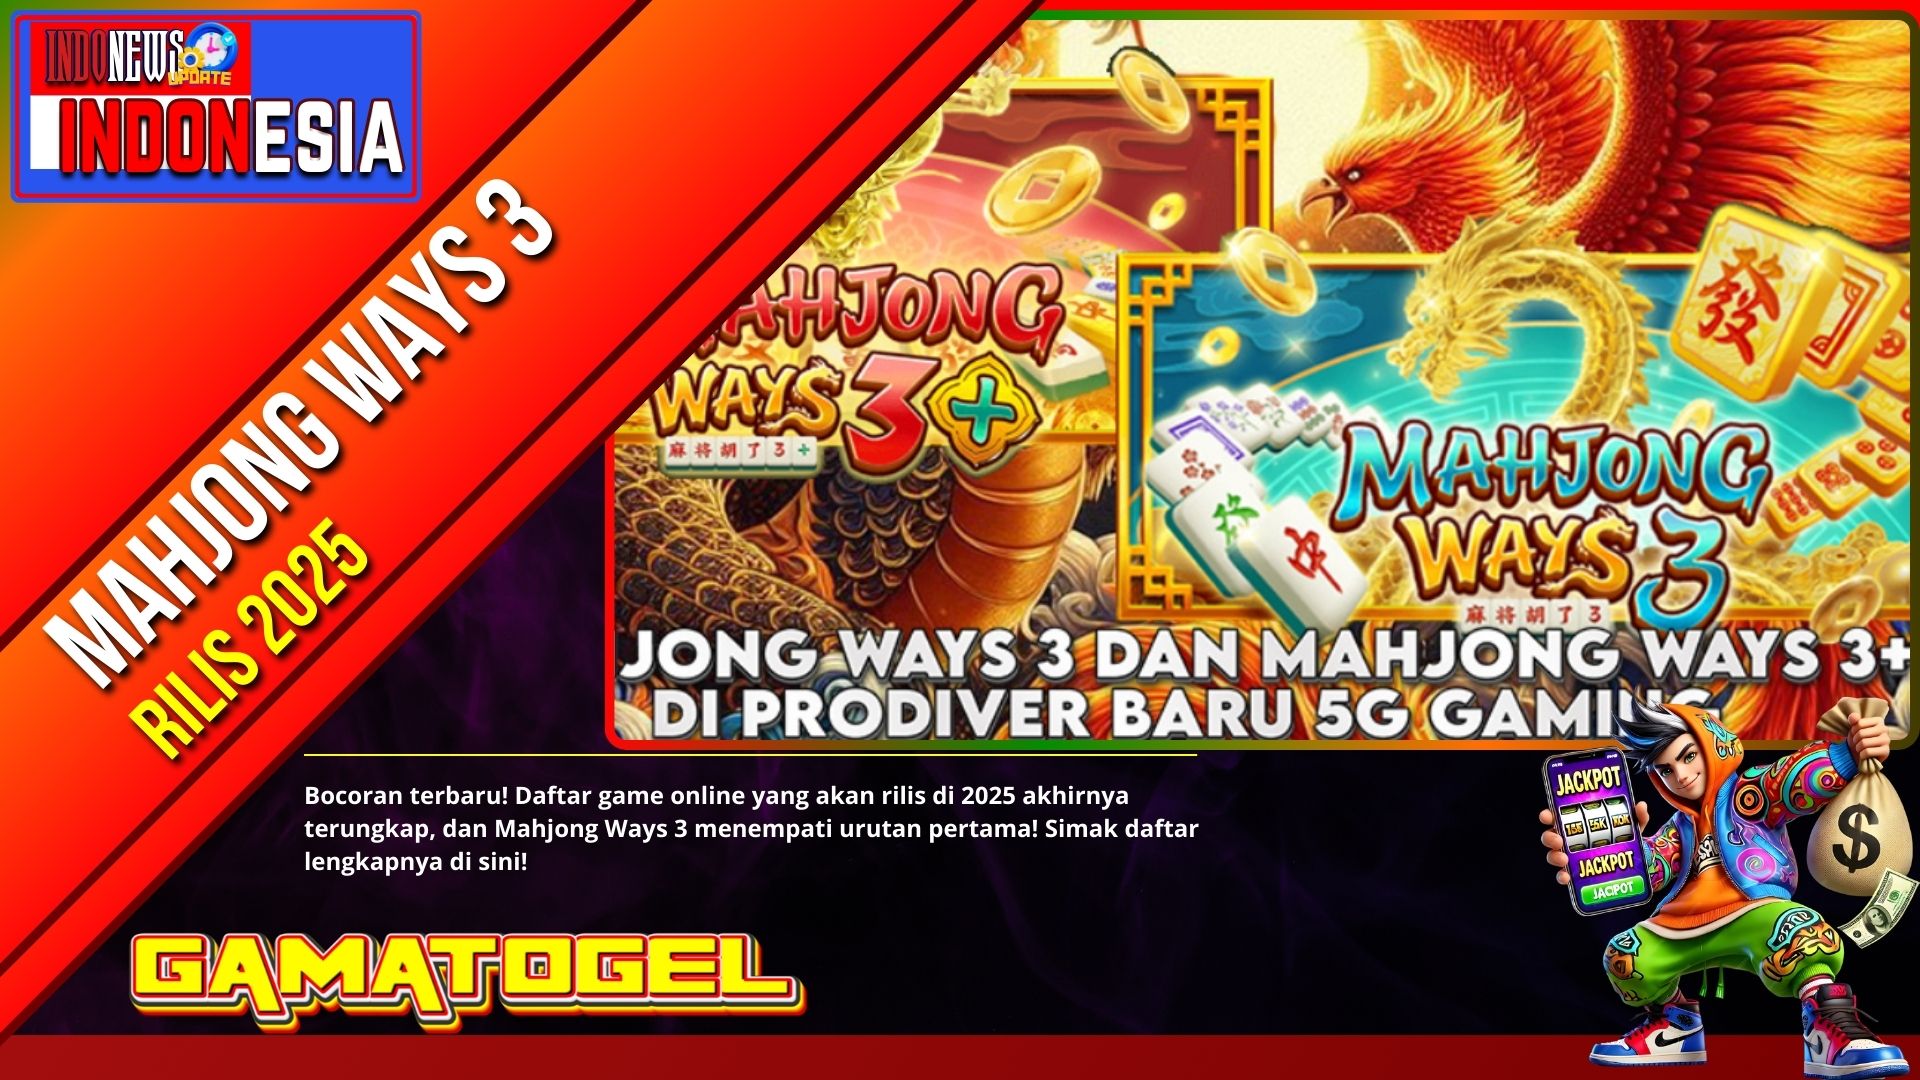 INDONEWS
UPDATE
INDONESIA
MAHJONG WAYS 3
RILIS 2025
MAHJONG
WAYS 3+
麻将胡了3+
發
MAHJONG
WAYS 3
麻将胡了3
中
JONG WAYS 3 DAN MAHJONG WAYS 3+
DI PRODIVER BARU 5G GAMING
Bocoran terbaru! Daftar game online yang akan rilis di 2025 akhirnya
terungkap, dan Mahjong Ways 3 menempati urutan pertama! Simak daftar
lengkapnya di sini!
GAMATOGEL
JACKPOT
JACKPOT
$